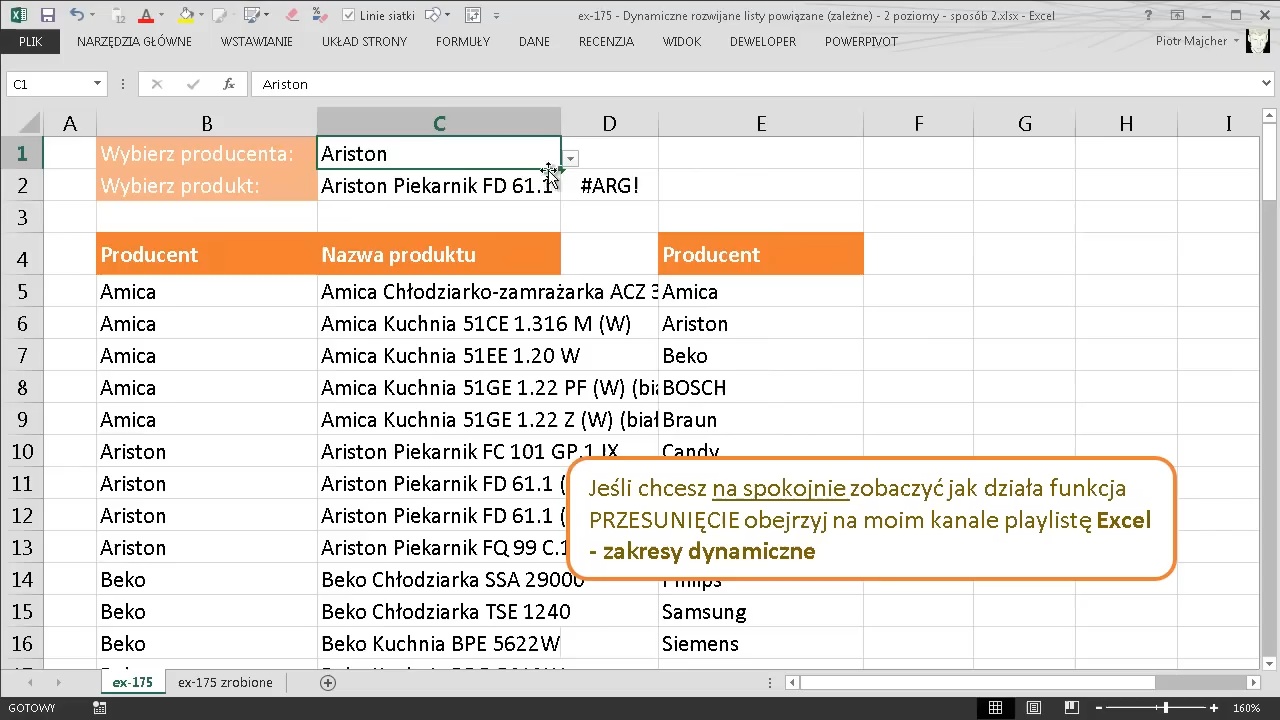 ex-175 - Dynamiczne rozwijane listy powiązane (zależne) - 2 poziomy - sposób 2.xlsx - Excel
Linie siatki
PLIK NARZĘDZIA GŁÓWNE WSTAWIANIE UKŁAD STRONY FORMUŁY DANE RECENZJA WIDOK DEWELOPER POWERPIVOT Piotr Majcher
C1 fx Ariston
A B C D E F G H I
1 Wybierz producenta: Ariston
2 Wybierz produkt: Ariston Piekarnik FD 61.1 #ARG!
3
4 Producent Nazwa produktu Producent
5 Amica Amica Chłodziarko-zamrażarka ACZ 3 Amica
6 Amica Amica Kuchnia 51CE 1.316 M (W) Ariston
7 Amica Amica Kuchnia 51EE 1.20 W Beko
8 Amica Amica Kuchnia 51GE 1.22 PF (W) (bia BOSCH
9 Amica Amica Kuchnia 51GE 1.22 Z (W) (biał Braun
10 Ariston Ariston Piekarnik FC 101 GP.1 IX Candy
11 Ariston Ariston Piekarnik FD 61.1 (
12 Ariston Ariston Piekarnik FD 61.1 (
13 Ariston Ariston Piekarnik FQ 99 C.1
14 Beko Beko Chłodziarka SSA 29000 Philips
15 Beko Beko Chłodziarka TSE 1240 Samsung
16 Beko Beko Kuchnia BPE 5622W Siemens
Jeśli chcesz na spokojnie zobaczyć jak działa funkcja
PRZESUNIĘCIE obejrzyj na moim kanale playlistę Excel
- zakresy dynamiczne
ex-175 ex-175 zrobione
GOTOWY 160%